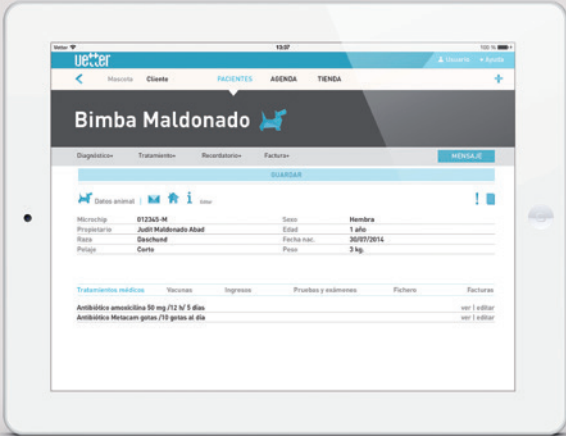 Vetter 13:07 100 %
Vetter Usuario + Ayuda
Mascota Cliente PACIENTES AGENDA TIENDA
Bimba Maldonado
Diagnóstico+ Tratamiento+ Recordatorio+ Factura+ MENSAJE
GUARDAR
Datos animal | Editar
Microchip 012345-M Sexo Hembra
Propietario Judit Maldonado Abad Edad 1 año
Raza Daschund Fecha nac. 30/07/2014
Pelaje Corto Peso 3 kg.
Tratamientos médicos Vacunas Ingresos Pruebas y exámenes Fichero Facturas
Antibiótico amoxicitina 50 mg /12 h/ 5 días ver | editar
Antibiótico Metacam gotas /10 gotas al día ver | editar